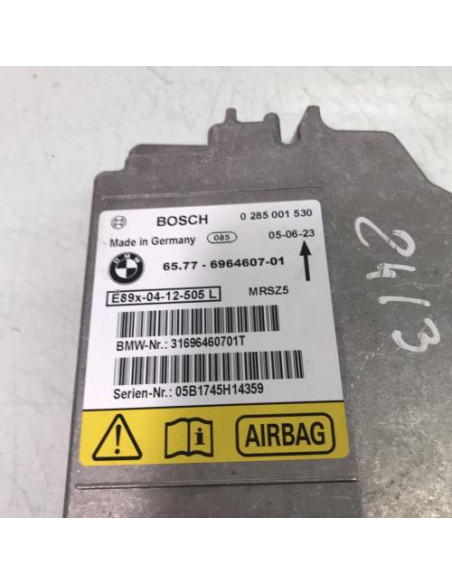 BOSCH 0 285 001 530
Made in Germany 085 05-06-23
BMW 65.77 - 6964607-01
E89x-04-12-505 L MRSZ5
BMW-Nr.: 31696460701T
Serien-Nr.: 05B1745H14359
i AIRBAG
2413